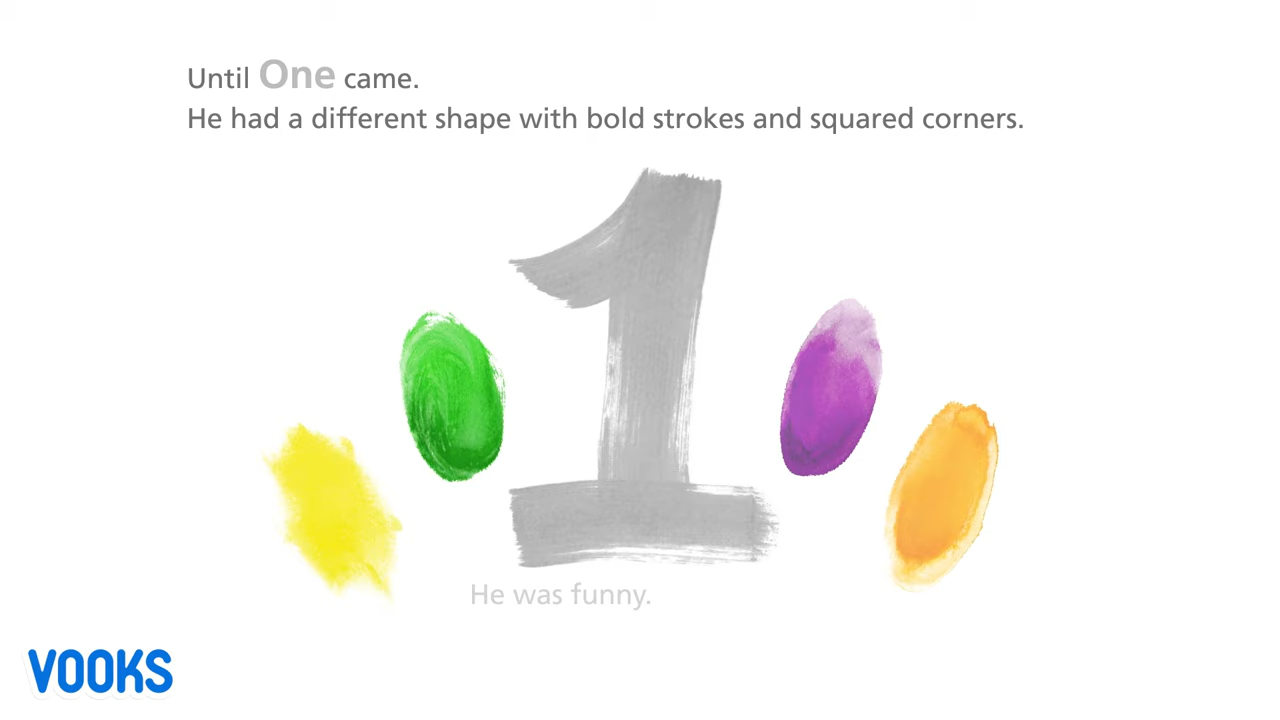 Until One came.
He had a different shape with bold strokes and squared corners.
1
He was funny.
VOOKS